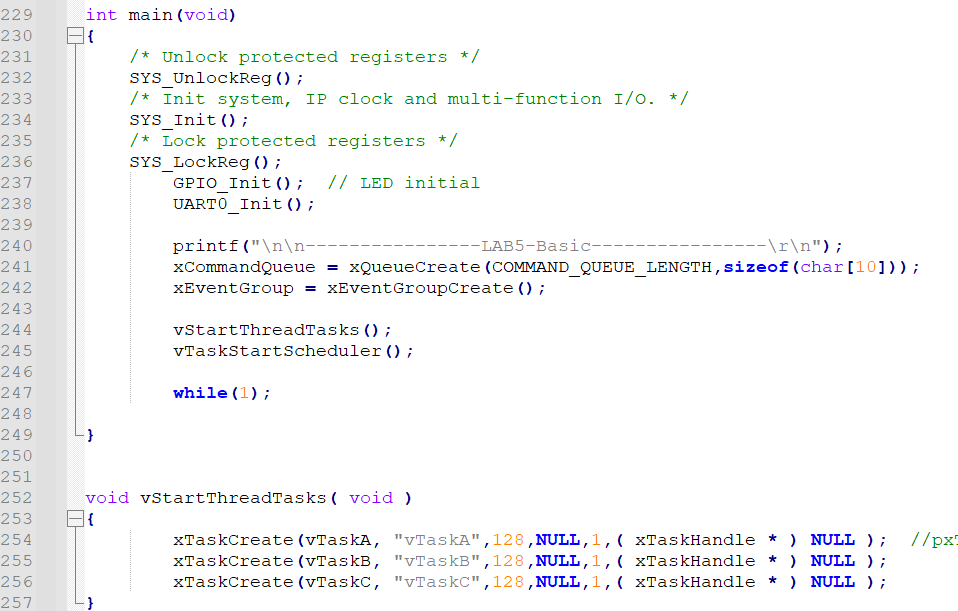 229 int main(void)
230 {
231 /* Unlock protected registers */
232 SYS_UnlockReg();
233 /* Init system, IP clock and multi-function I/O. */
234 SYS_Init();
235 /* Lock protected registers */
236 SYS_LockReg();
237 GPIO_Init();  // LED initial
238 UART0_Init();
239
240 printf("\n\n----------------LAB5-Basic----------------\r\n");
241 xCommandQueue = xQueueCreate(COMMAND_QUEUE_LENGTH,sizeof(char[10]));
242 xEventGroup = xEventGroupCreate();
243
244 vStartThreadTasks();
245 vTaskStartScheduler();
246
247 while(1);
248
249 }
250
251
252 void vStartThreadTasks( void )
253 {
254 xTaskCreate(vTaskA, "vTaskA",128,NULL,1,( xTaskHandle * ) NULL );  //px
255 xTaskCreate(vTaskB, "vTaskB",128,NULL,1,( xTaskHandle * ) NULL );
256 xTaskCreate(vTaskC, "vTaskC",128,NULL,1,( xTaskHandle * ) NULL );
257 }